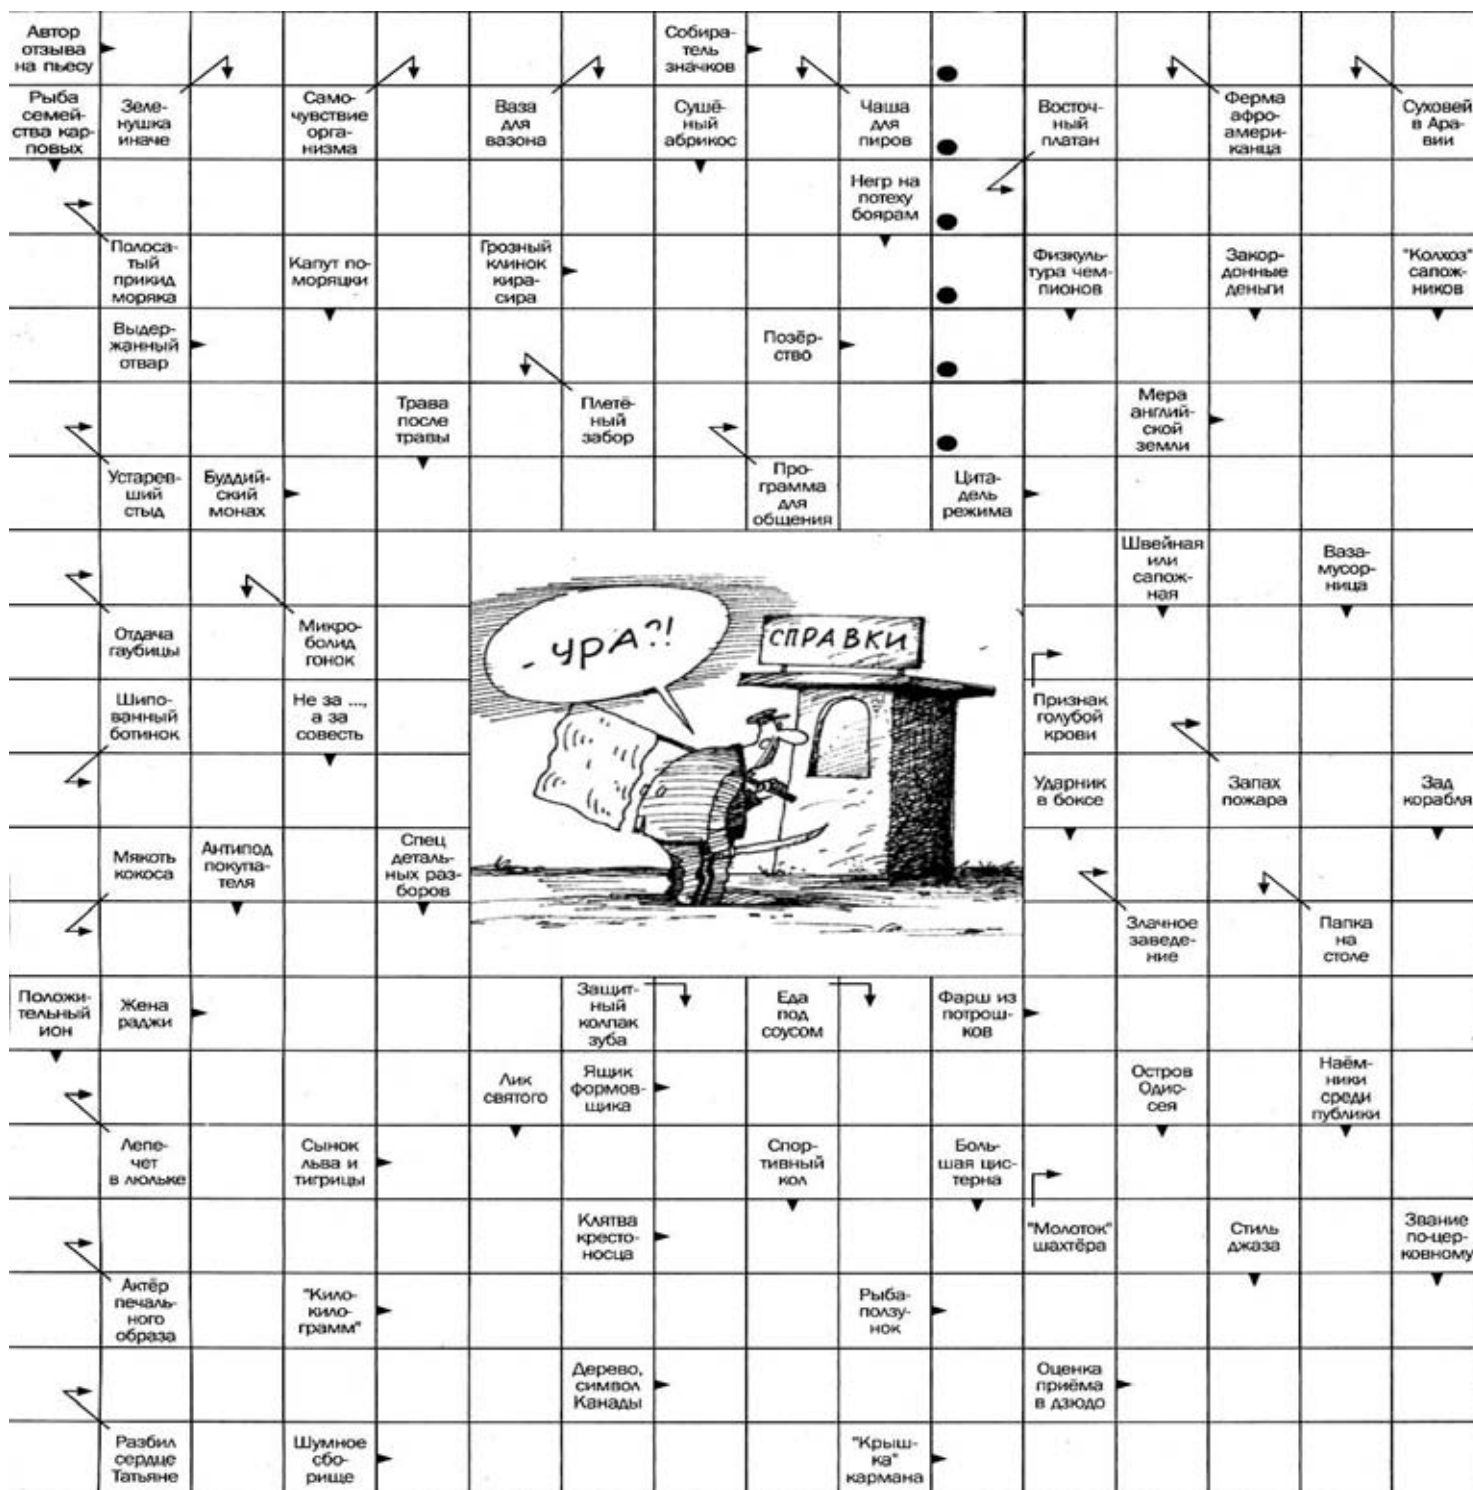 Автор
отзыва
на пьесу
Собира-
тель
значков
Рыба
семей-
ства кар-
повых
Зеле-
нушка
иначе
Само-
чувствие
орга-
низма
Ваза
для
вазона
Сушё-
ный
абрикос
Чаша
для
пиров
Восточ-
ный
платан
Ферма
афро-
амери-
канца
Суховей
в Ара-
вии
Негр на
потеху
боярам
Полоса-
тый
прикид
моряка
Капут по-
моряцки
Грозный
клинок
кира-
сира
Физкуль-
тура чем-
пионов
Закор-
донные
деньги
"Колхоз"
сапож-
ников
Выдер-
жанный
отвар
Позёр-
ство
Трава
после
травы
Плетё-
ный
забор
Мера
англий-
ской
земли
Устарев-
ший
стыд
Буддий-
ский
монах
Про-
грамма
для
общения
Цита-
дель
режима
Швейная
или
сапож-
ная
Ваза-
мусор-
ница
Отдача
гаубицы
Микро-
болид
гонок
- УРА?!
СПРАВКИ
Шипо-
ванный
ботинок
Не за ...,
а за
совесть
Признак
голубой
крови
Ударник
в боксе
Запах
пожара
Зад
корабля
Мякоть
кокоса
Антипод
покупа-
теля
Спец
деталь-
ных раз-
боров
Злачное
заведе-
ние
Папка
на
столе
Положи-
тельный
ион
Жена
раджи
Защит-
ный
колпак
зуба
Еда
под
соусом
Фарш из
потрош-
ков
Лик
святого
Ящик
формов-
щика
Остров
Одис-
сея
Наём-
ники
среди
публики
Лепе-
чет
в люльке
Сынок
льва и
тигрицы
Спор-
тивный
кол
Боль-
шая цис-
терна
Клятва
кресто-
носца
"Молоток"
шахтёра
Стиль
джаза
Звание
по-цер-
ковному
Актёр
печаль-
ного
образа
"Кило-
кило-
грамм"
Рыба-
ползу-
нок
Дерево,
символ
Канады
Оценка
приёма
в дзюдо
Разбил
сердце
Татьяне
Шумное
сбо-
рище
"Крыш-
ка"
кармана